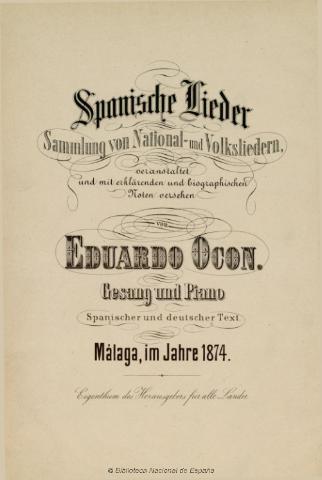 Spanische Lieder
Sammlung von National- und Volksliedern,
veranstaltet
und mit erklärenden und biographischen
Noten versehen
von
EDUARDO OCON.
Gesang und Piano
Spanischer und deutscher Text
Málaga, im Jahre 1874.
Eigenthum des Herausgebers für alle Länder
© Biblioteca Nacional de España